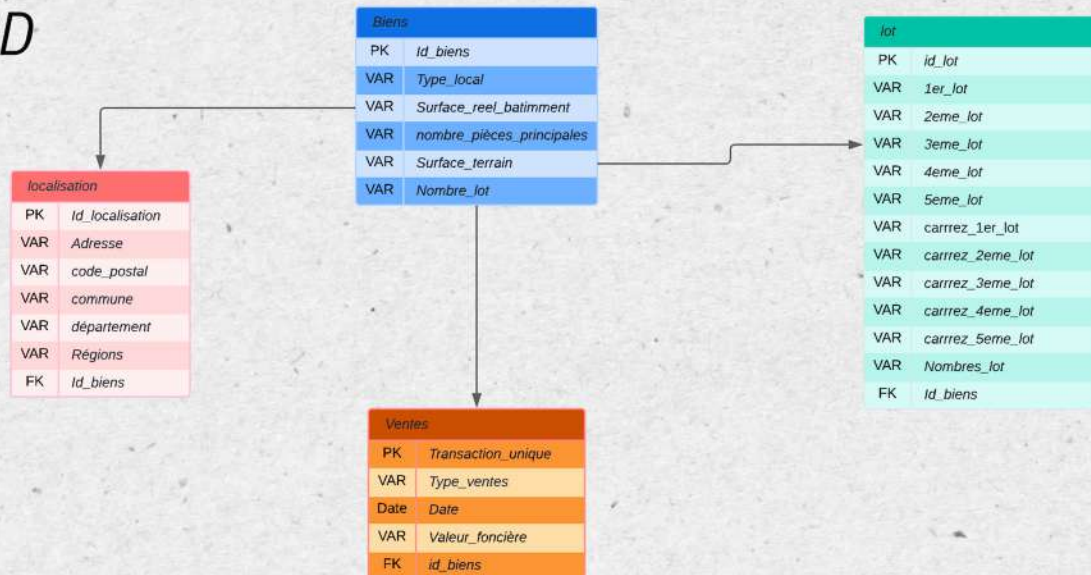 D
Biens
PK Id_biens
VAR Type_local
VAR Surface_reel_batimment
VAR nombre_pièces_principales
VAR Surface_terrain
VAR Nombre_lot
lot
PK id_lot
VAR 1er_lot
VAR 2eme_lot
VAR 3eme_lot
VAR 4eme_lot
VAR 5eme_lot
VAR carrrez_1er_lot
VAR carrrez_2eme_lot
VAR carrrez_3eme_lot
VAR carrrez_4eme_lot
VAR carrrez_5eme_lot
VAR Nombres_lot
FK Id_biens
localisation
PK Id_localisation
VAR Adresse
VAR code_postal
VAR commune
VAR département
VAR Régions
FK Id_biens
Ventes
PK Transaction_unique
VAR Type_ventes
Date Date
VAR Valeur_foncière
FK id_biens